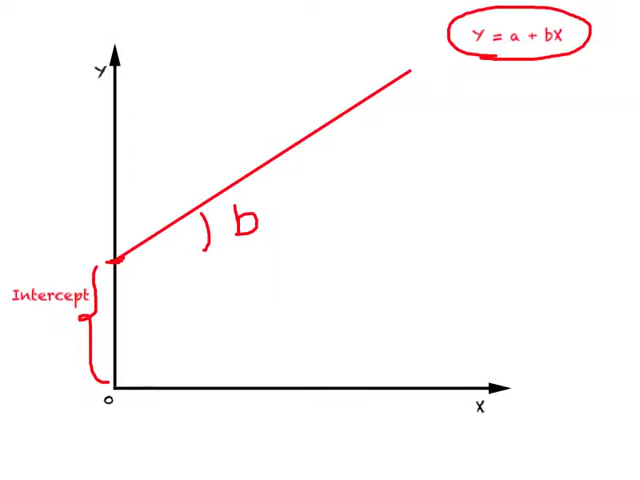 Y = a + bX
Y
b
Intercept
0
X